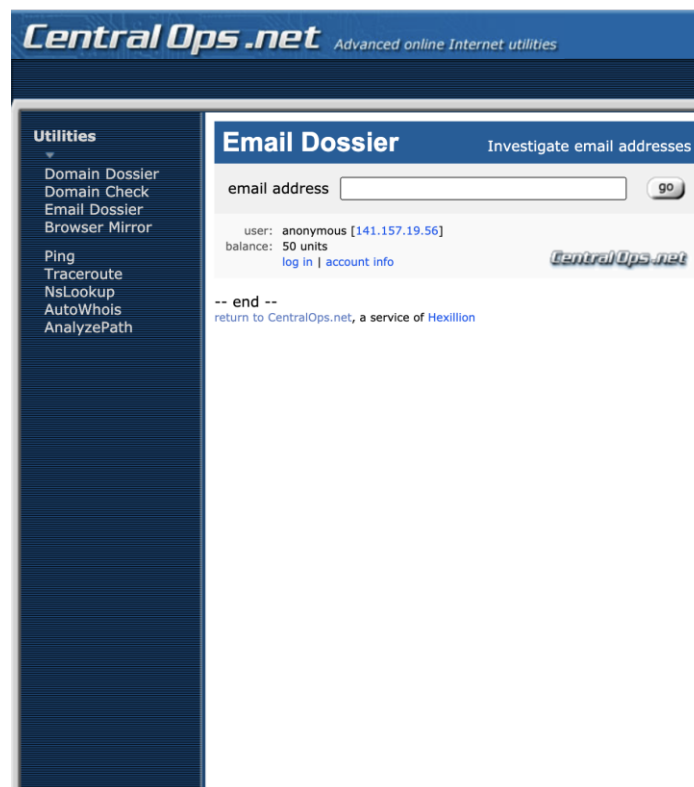 CentralOps.net Advanced online Internet utilities
Utilities
Domain Dossier
Domain Check
Email Dossier
Browser Mirror
Ping
Traceroute
NsLookup
AutoWhois
AnalyzePath
Email Dossier Investigate email addresses
email address go
user: anonymous [141.157.19.56]
balance: 50 units
log in | account info
CentralOps.net
-- end --
return to CentralOps.net, a service of Hexillion